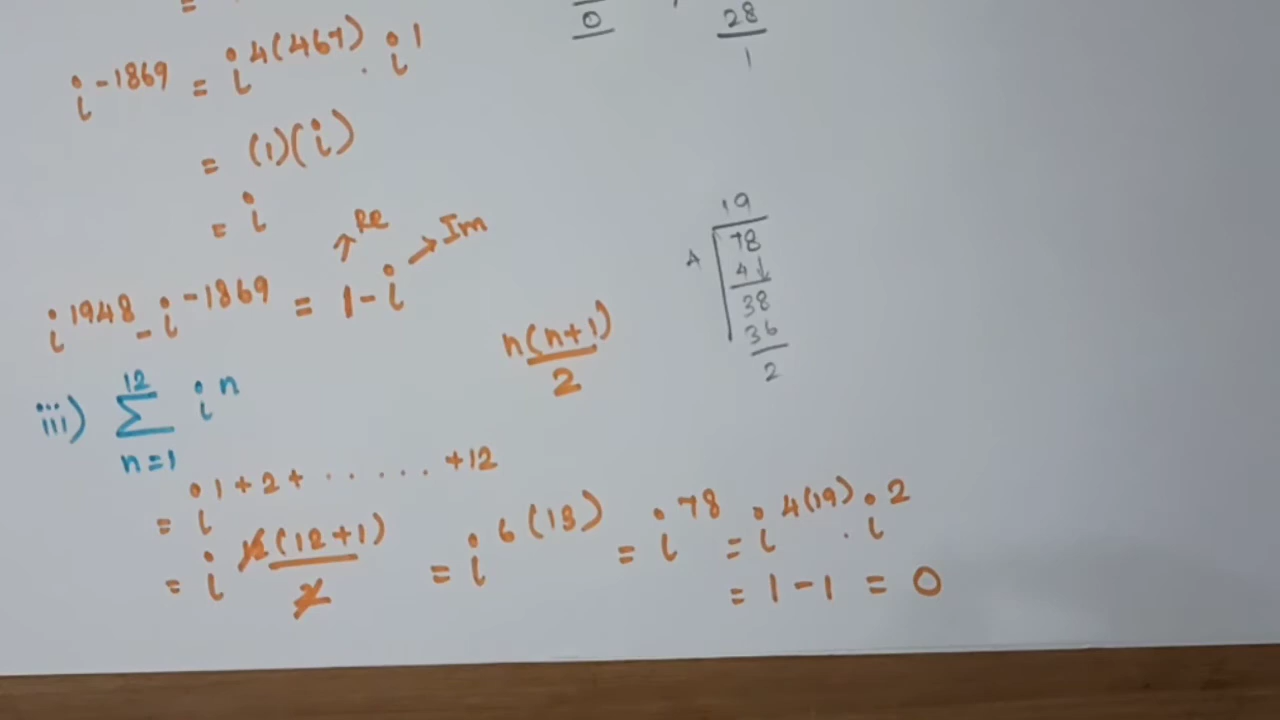 =
i^-1869 = i^4(467) . i^1
= (1)(i)
= i
Re
Im
i^1948 - i^-1869 = 1 - i
n(n+1)/2
iii) 12 ∑ n=1 i^n
= i^1+2+......+12
= i^12(12+1)/2 = i^6(13) = i^78 = i^4(19) . i^2
= 1 - 1 = 0
0
28
1
19
4 78
4↓
38
36
2